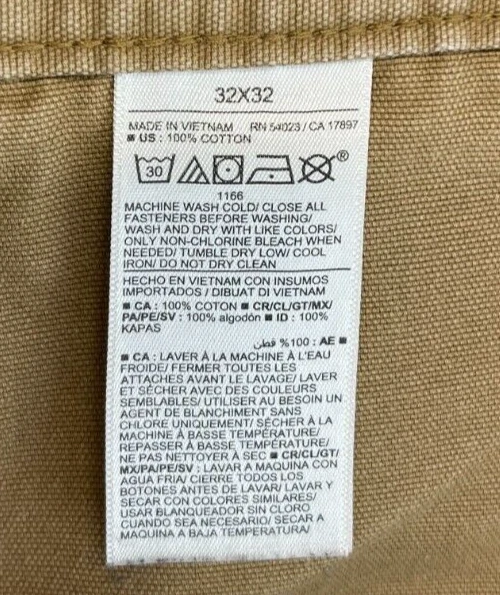 32X32
MADE IN VIETNAM RN 54023 / CA 17897
■ US : 100% COTTON
30 ®
1166
MACHINE WASH COLD/ CLOSE ALL
FASTENERS BEFORE WASHING/
WASH AND DRY WITH LIKE COLORS/
ONLY NON-CHLORINE BLEACH WHEN
NEEDED/ TUMBLE DRY LOW/ COOL
IRON/ DO NOT DRY CLEAN
HECHO EN VIETNAM CON INSUMOS
IMPORTADOS / DIBUAT DI VIETNAM
■ CA : 100% COTON ■ CR/CL/GT/MX/
PA/PE/SV : 100% algodón ■ ID : 100%
KAPAS
■ AE : 100% قطن
■ CA : LAVER À LA MACHINE À L'EAU
FROIDE/ FERMER TOUTES LES
ATTACHES AVANT LE LAVAGE/ LAVER
ET SÉCHER AVEC DES COULEURS
SEMBLABLES/ UTILISER AU BESOIN UN
AGENT DE BLANCHIMENT SANS
CHLORE UNIQUEMENT/ SÉCHER À LA
MACHINE À BASSE TEMPÉRATURE/
REPASSER À BASSE TEMPÉRATURE/
NE PAS NETTOYER À SEC ■ CR/CL/GT/
MX/PA/PE/SV : LAVAR A MAQUINA CON
AGUA FRIA/ CIERRE TODOS LOS
BOTONES ANTES DE LAVAR/ LAVAR Y
SECAR CON COLORES SIMILARES/
USAR BLANQUEADOR SIN CLORO
CUANDO SEA NECESARIO/ SECAR A
MAQUINA A BAJA TEMPERATURA/